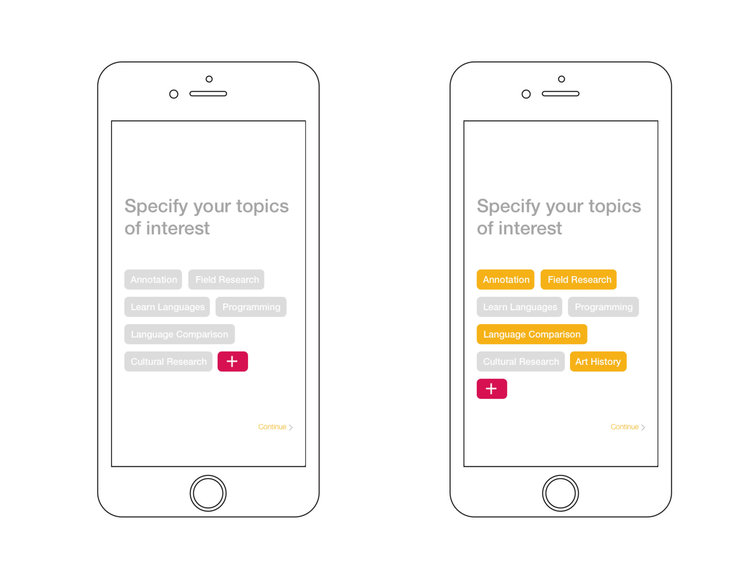 Specify your topics
of interest
Annotation Field Research
Learn Languages Programming
Language Comparison
Cultural Research +
Continue >
Specify your topics
of interest
Annotation Field Research
Learn Languages Programming
Language Comparison
Cultural Research Art History
+
Continue >